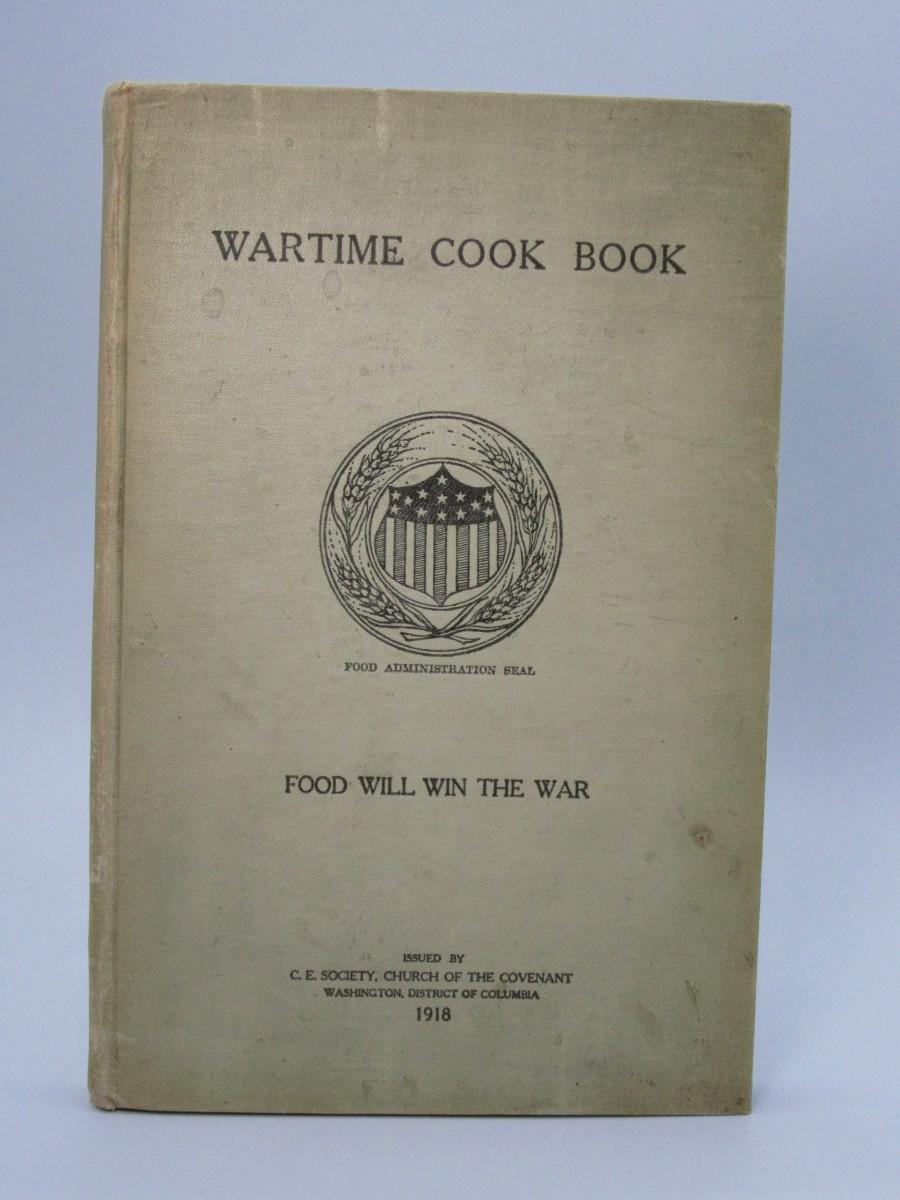 WARTIME COOK BOOK
FOOD ADMINISTRATION SEAL
FOOD WILL WIN THE WAR
ISSUED BY
C. E. SOCIETY, CHURCH OF THE COVENANT
WASHINGTON, DISTRICT OF COLUMBIA
1918